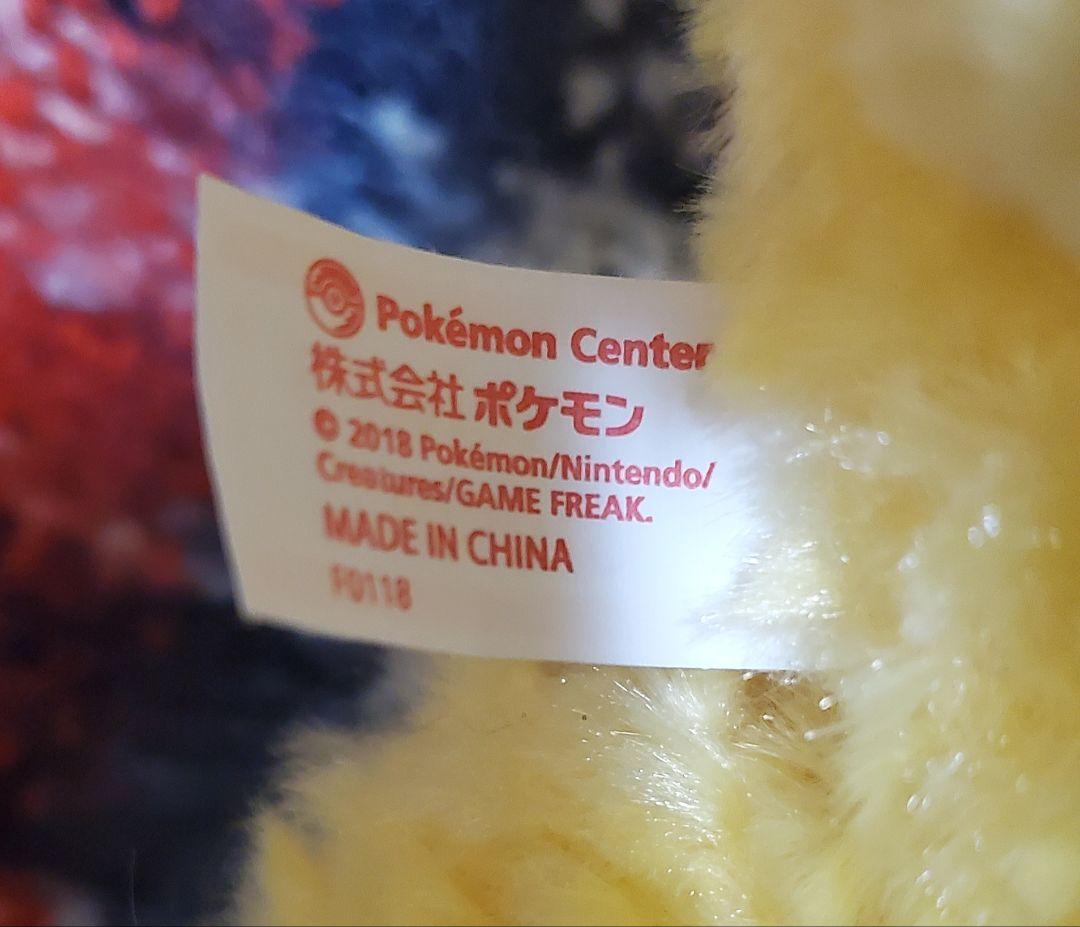 Pokémon Center
株式会社 ポケモン
© 2018 Pokémon/Nintendo/
Creatures/GAME FREAK.
MADE IN CHINA
F0118